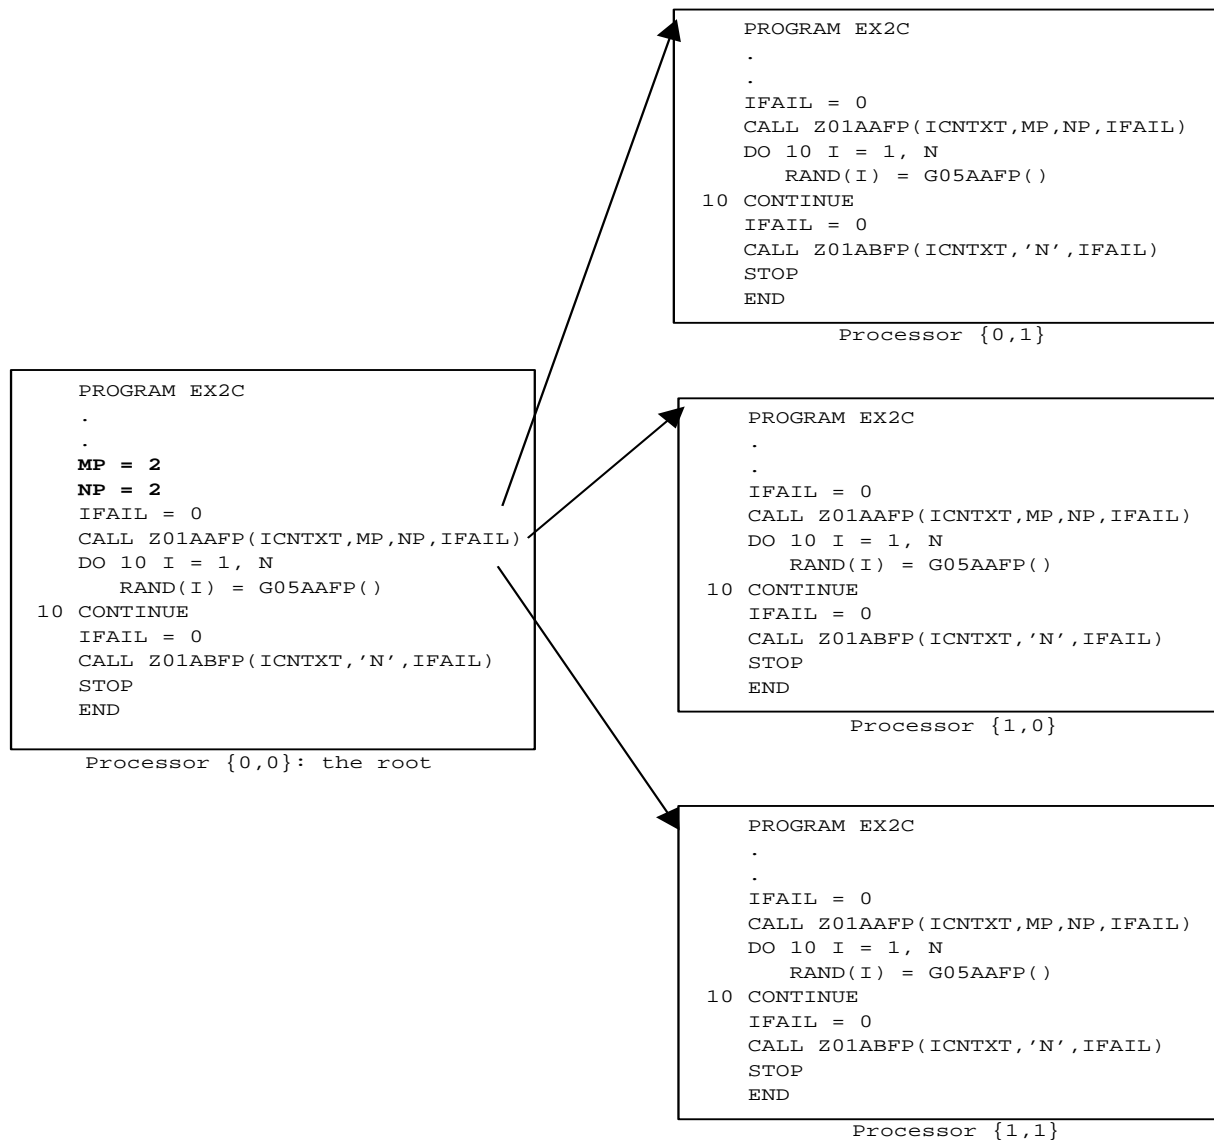 PROGRAM EX2C
.
.
IFAIL = 0
CALL Z01AAFP(ICNTXT,MP,NP,IFAIL)
DO 10 I = 1, N
RAND(I) = G05AAFP()
10 CONTINUE
IFAIL = 0
CALL Z01ABFP(ICNTXT,’N’,IFAIL)
STOP
END
Processor {0,1}
PROGRAM EX2C
.
.
MP = 2
NP = 2
IFAIL = 0
CALL Z01AAFP(ICNTXT,MP,NP,IFAIL)
DO 10 I = 1, N
RAND(I) = G05AAFP()
10 CONTINUE
IFAIL = 0
CALL Z01ABFP(ICNTXT,’N’,IFAIL)
STOP
END
Processor {0,0}: the root
PROGRAM EX2C
.
.
IFAIL = 0
CALL Z01AAFP(ICNTXT,MP,NP,IFAIL)
DO 10 I = 1, N
RAND(I) = G05AAFP()
10 CONTINUE
IFAIL = 0
CALL Z01ABFP(ICNTXT,’N’,IFAIL)
STOP
END
Processor {1,0}
PROGRAM EX2C
.
.
IFAIL = 0
CALL Z01AAFP(ICNTXT,MP,NP,IFAIL)
DO 10 I = 1, N
RAND(I) = G05AAFP()
10 CONTINUE
IFAIL = 0
CALL Z01ABFP(ICNTXT,’N’,IFAIL)
STOP
END
Processor {1,1}